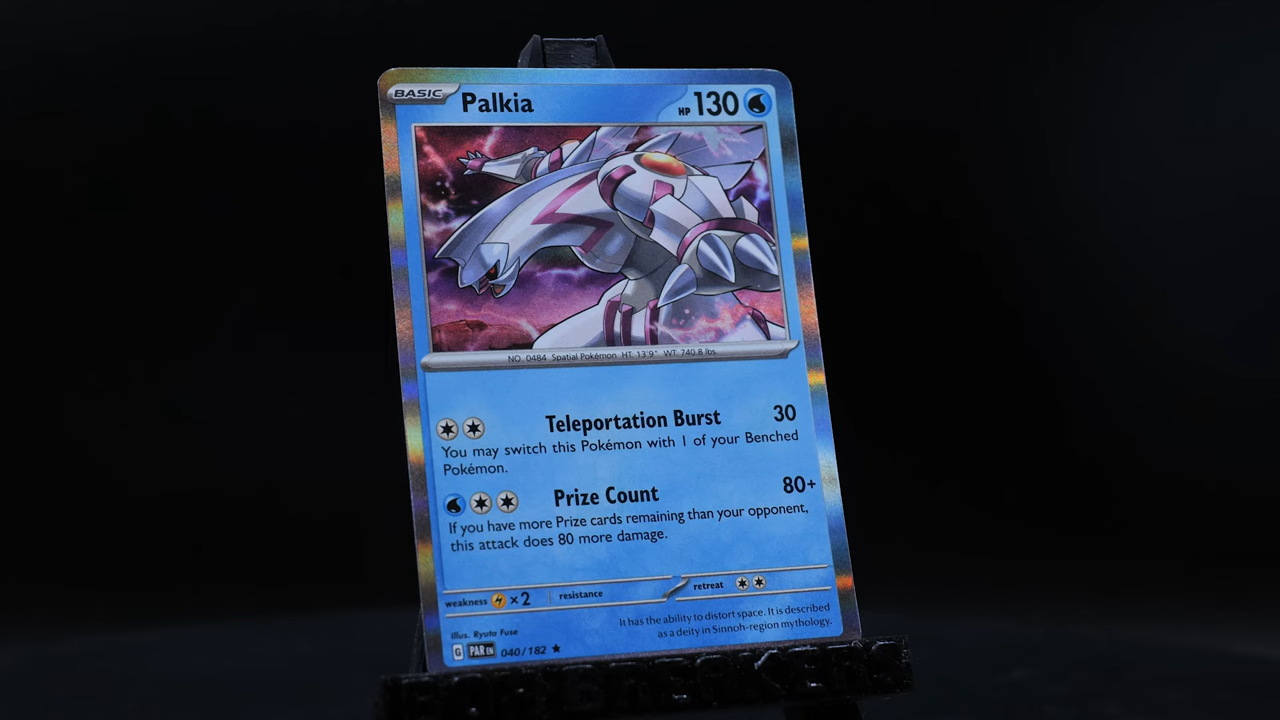 BASIC Palkia HP 130
NO. 0484 Spatial Pokémon HT: 13'9" WT: 740.8 lbs
Teleportation Burst 30
You may switch this Pokémon with 1 of your Benched
Pokémon.
Prize Count 80+
If you have more Prize cards remaining than your opponent,
this attack does 80 more damage.
weakness ×2 resistance retreat
It has the ability to distort space. It is described
as a deity in Sinnoh-region mythology.
Illus. Ryuta Fuse
G PAR EN 040/182